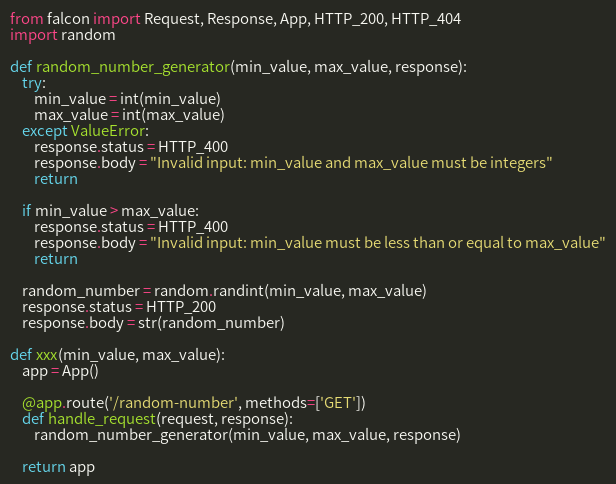 from falcon import Request, Response, App, HTTP_200, HTTP_404
import random

def random_number_generator(min_value, max_value, response):
    try:
        min_value = int(min_value)
        max_value = int(max_value)
    except ValueError:
        response.status = HTTP_400
        response.body = "Invalid input: min_value and max_value must be integers"
        return

    if min_value > max_value:
        response.status = HTTP_400
        response.body = "Invalid input: min_value must be less than or equal to max_value"
        return

    random_number = random.randint(min_value, max_value)
    response.status = HTTP_200
    response.body = str(random_number)

def xxx(min_value, max_value):
    app = App()

    @app.route('/random-number', methods=['GET'])
    def handle_request(request, response):
        random_number_generator(min_value, max_value, response)

    return app